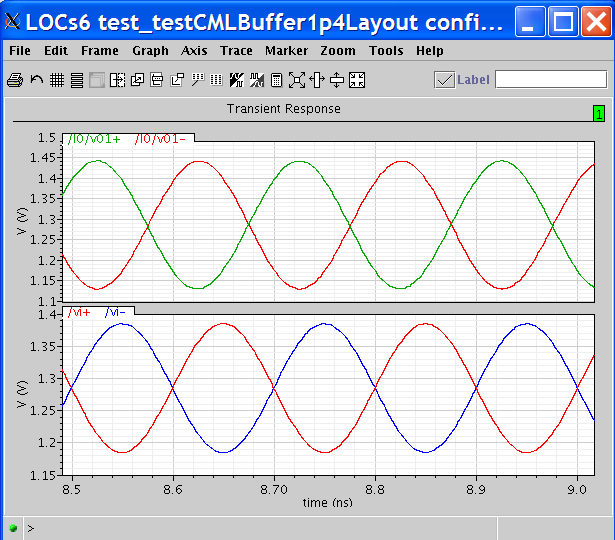 LOCs6 test_testCMLBuffer1p4Layout confi...
File Edit Frame Graph Axis Trace Marker Zoom Tools Help
Label
Transient Response
1
/I0/vo1+ /I0/vo1-
1.5
1.45
1.4
1.35
1.3
1.25
1.2
1.15
1.1
V (V)
/vi+ /vi-
1.4
1.35
1.3
1.25
1.2
1.15
V (V)
8.5 8.6 8.70 8.8 8.9 9.0
time (ns)
>